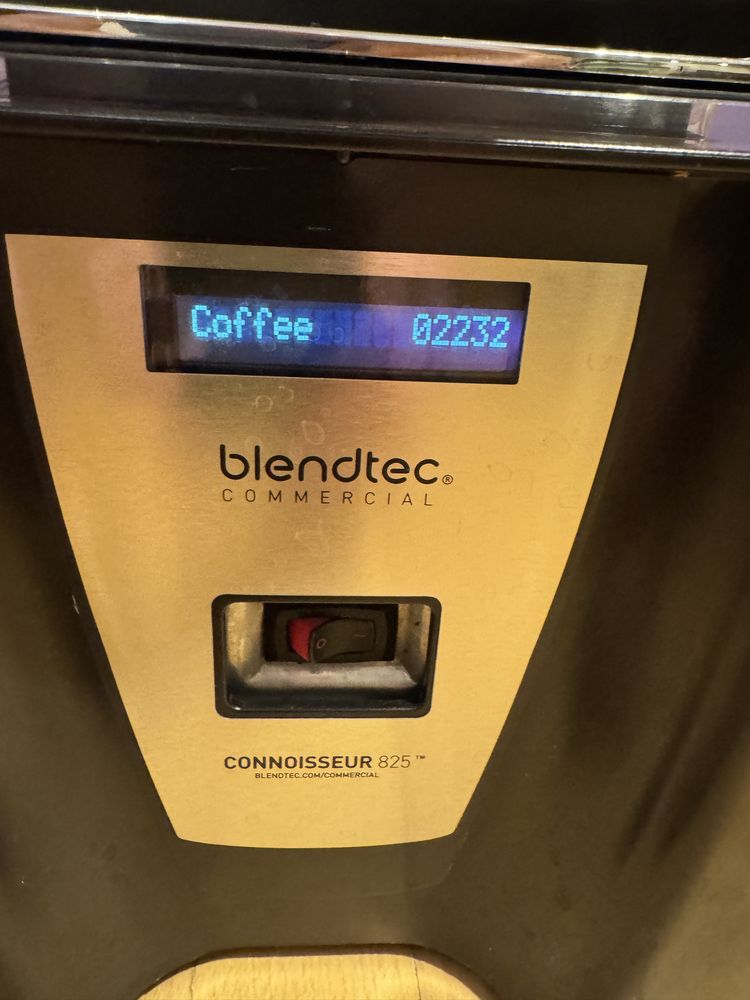 Coffee 02232
blendtec®
COMMERCIAL
CONNOISSEUR 825™
BLENDTEC.COM/COMMERCIAL